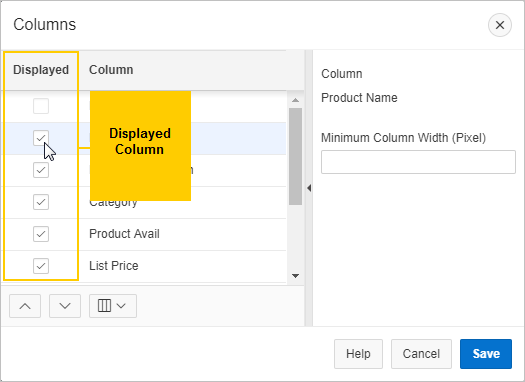 Columns
Displayed
Column
Column
Product Name
Displayed
Column
Minimum Column Width (Pixel)
Category
Product Avail
List Price
Help
Cancel
Save